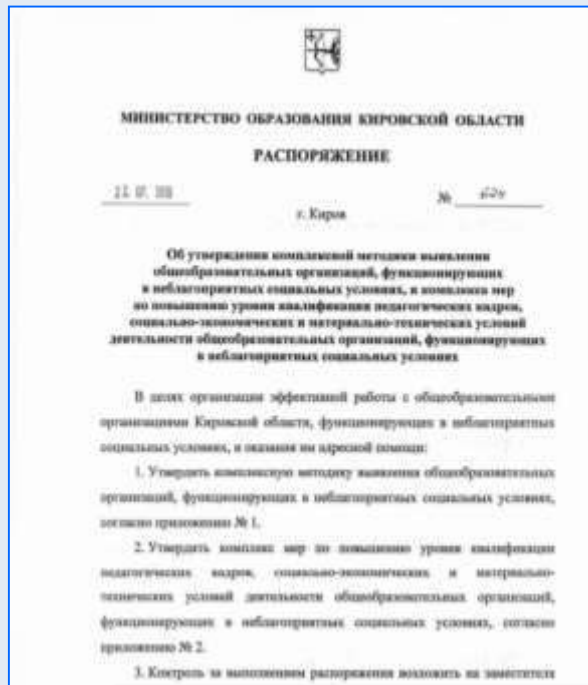 МИНИСТЕРСТВО ОБРАЗОВАНИЯ КИРОВСКОЙ ОБЛАСТИ
РАСПОРЯЖЕНИЕ
№
г. Киров
Об утверждении комплексной методики выявления
общеобразовательных организаций, функционирующих
в неблагоприятных социальных условиях, и комплекса мер
по повышению уровня квалификации педагогических кадров,
социально-экономических и материально-технических условий
деятельности общеобразовательных организаций, функционирующих
в неблагоприятных социальных условиях
В целях организации эффективной работы с общеобразовательными
организациями Кировской области, функционирующих в неблагоприятных
социальных условиях, и оказания им адресной помощи:
1. Утвердить комплексную методику выявления общеобразовательных
организаций, функционирующих в неблагоприятных социальных условиях,
согласно приложению № 1.
2. Утвердить комплекс мер по повышению уровня квалификации
педагогических кадров, социально-экономических и материально-
технических условий деятельности общеобразовательных организаций,
функционирующих в неблагоприятных социальных условиях, согласно
приложению № 2.
3. Контроль за выполнением распоряжения возложить на заместителя